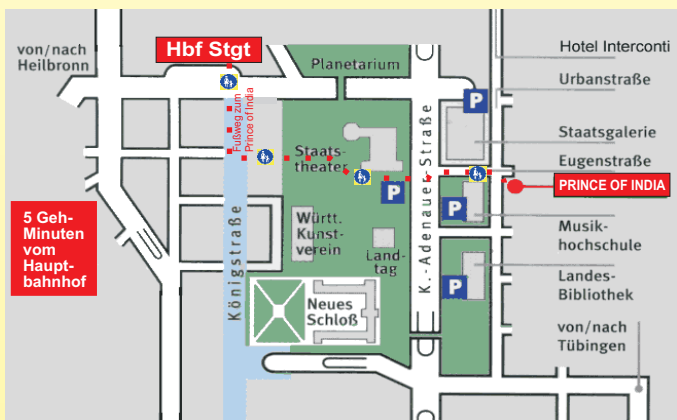 von/nach
Heilbronn
Hbf Stgt
Planetarium
Hotel Interconti
Urbanstraße
Staatsgalerie
Eugenstraße
PRINCE OF INDIA
Musik-
hochschule
Landes-
Bibliothek
von/nach
Tübingen
Fußweg zum
Prince of India
Staats-
theater
P
P
P
P
K.-Adenauer-Straße
Königstraße
Württ.
Kunst-
verein
Land-
tag
Neues
Schloß
5 Geh-
Minuten
vom
Haupt-
bahnhof